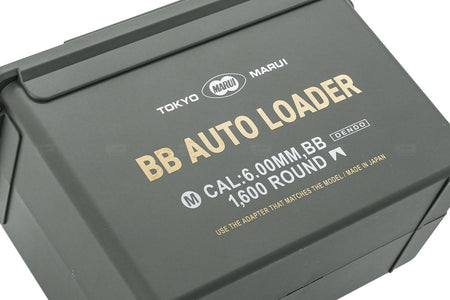 TOKYO MARUI MARUI
BB AUTO LOADER
M CAL:6.00MM,BB DENDO
1,600 ROUND
USE THE ADAPTER THAT MATCHES THE MODEL / MADE IN JAPAN